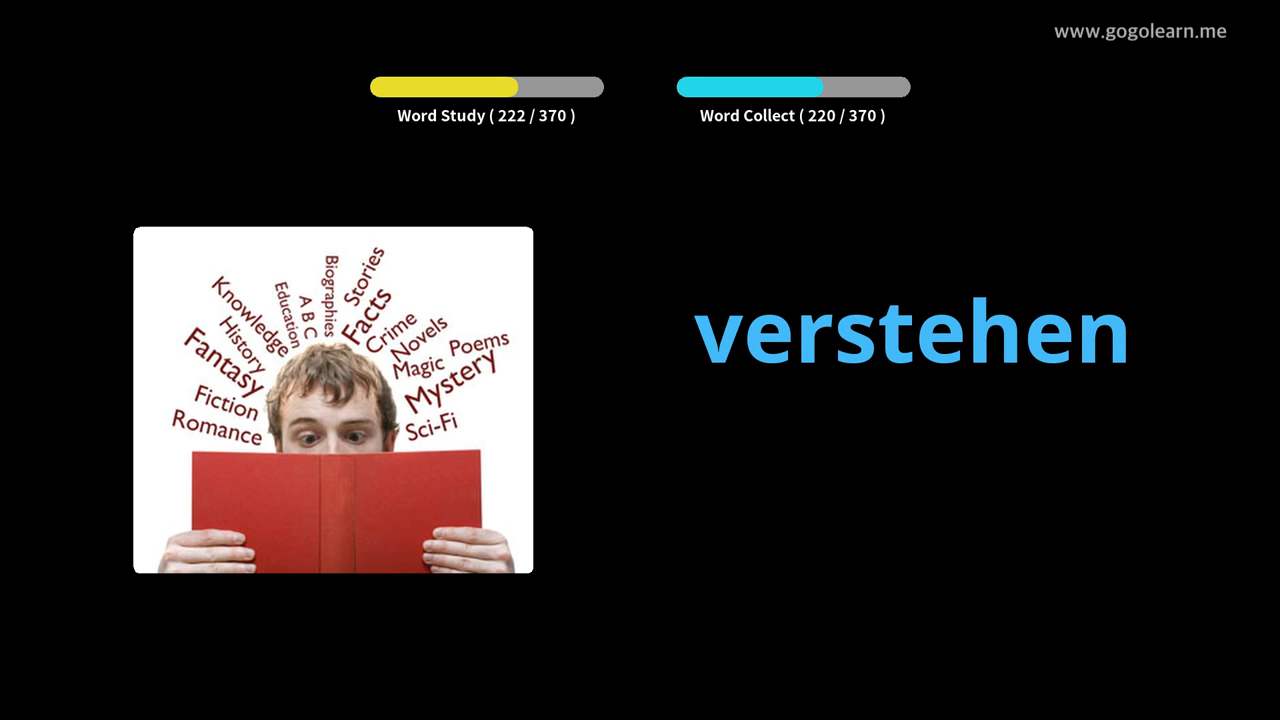 www.gogolearn.me
Word Study ( 222 / 370 )
Word Collect ( 220 / 370 )
verstehen
Knowledge
History
Fantasy
Fiction
Romance
Education
A B C
Biographies
Stories
Facts
Crime
Novels
Magic
Poems
Mystery
Sci-Fi